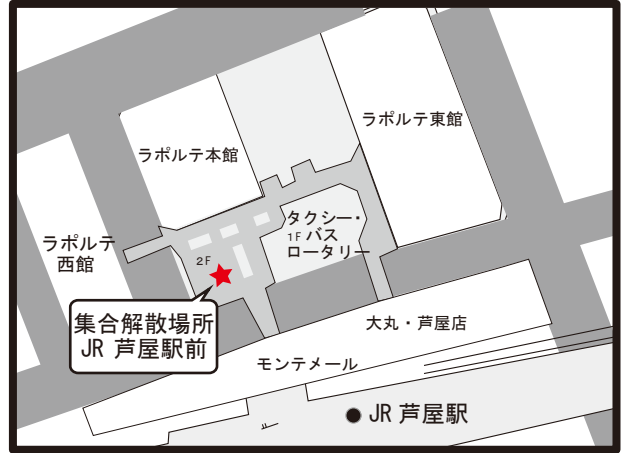 ラポルテ東館
ラポルテ本館
タクシー・
1Fバス
ロータリー
ラポルテ
西館
2F
集合解散場所
JR 芦屋駅前
大丸・芦屋店
モンテメール
JR 芦屋駅